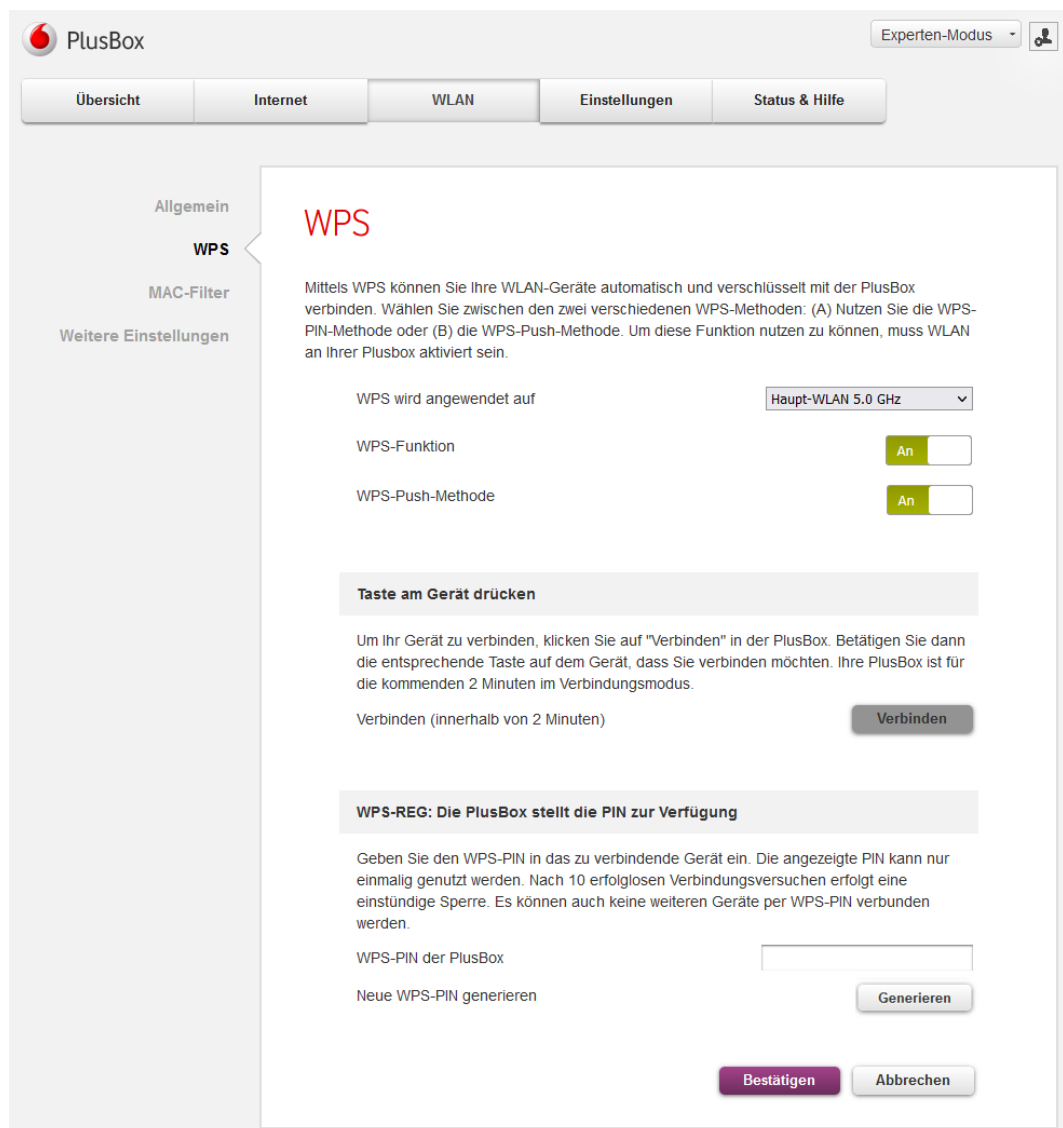 PlusBox
Experten-Modus
Übersicht
Internet
WLAN
Einstellungen
Status & Hilfe
Allgemein
WPS
MAC-Filter
Weitere Einstellungen
WPS
Mittels WPS können Sie Ihre WLAN-Geräte automatisch und verschlüsselt mit der PlusBox
verbinden. Wählen Sie zwischen den zwei verschiedenen WPS-Methoden: (A) Nutzen Sie die WPS-
PIN-Methode oder (B) die WPS-Push-Methode. Um diese Funktion nutzen zu können, muss WLAN
an Ihrer Plusbox aktiviert sein.
WPS wird angewendet auf
Haupt-WLAN 5.0 GHz
WPS-Funktion
An
WPS-Push-Methode
An
Taste am Gerät drücken
Um Ihr Gerät zu verbinden, klicken Sie auf "Verbinden" in der PlusBox. Betätigen Sie dann
die entsprechende Taste auf dem Gerät, dass Sie verbinden möchten. Ihre PlusBox ist für
die kommenden 2 Minuten im Verbindungsmodus.
Verbinden (innerhalb von 2 Minuten)
Verbinden
WPS-REG: Die PlusBox stellt die PIN zur Verfügung
Geben Sie den WPS-PIN in das zu verbindende Gerät ein. Die angezeigte PIN kann nur
einmalig genutzt werden. Nach 10 erfoglosen Verbindungsversuchen erfolgt eine
einstündige Sperre. Es können auch keine weiteren Geräte per WPS-PIN verbunden
werden.
WPS-PIN der PlusBox
Neue WPS-PIN generieren
Generieren
Bestätigen
Abbrechen